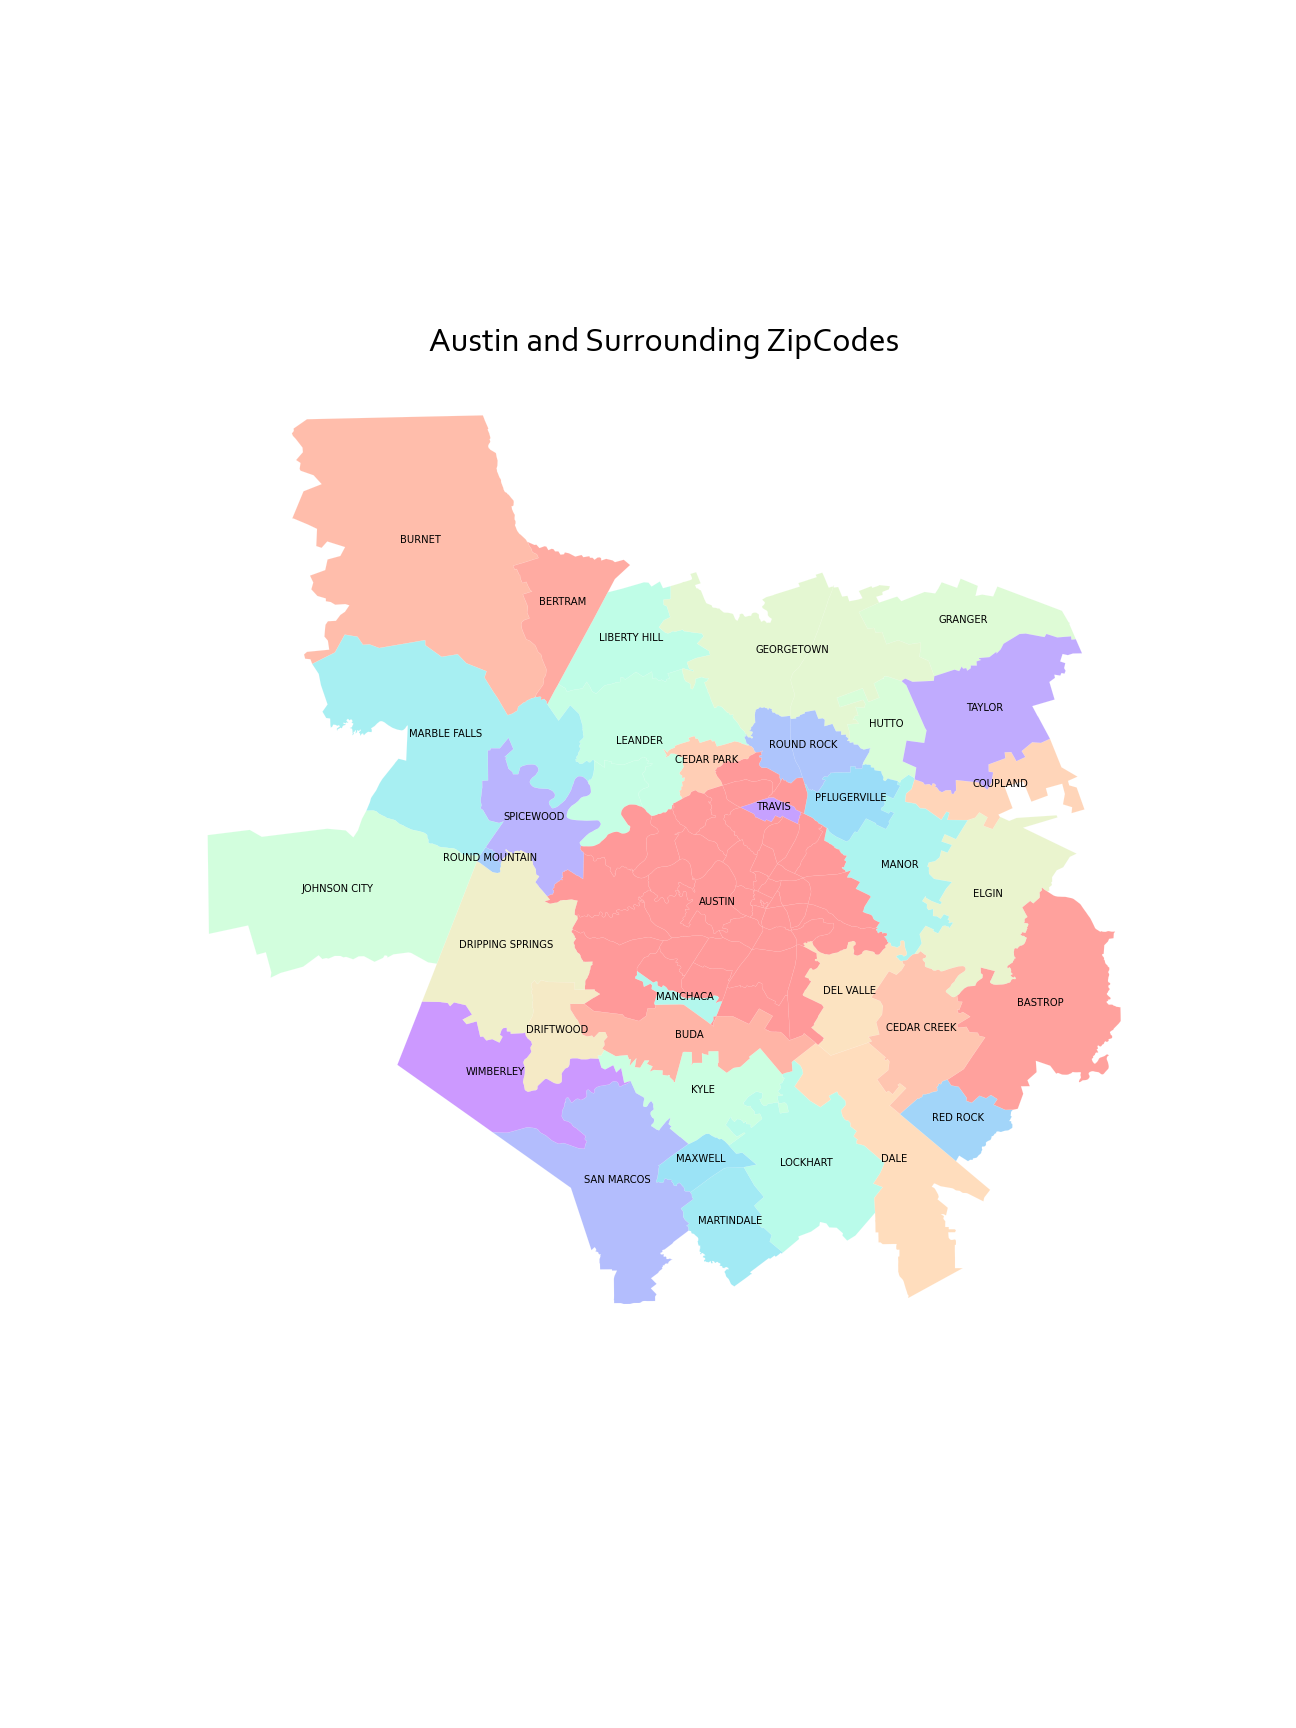 Austin and Surrounding ZipCodes
BURNET
BERTRAM
LIBERTY HILL
GRANGER
GEORGETOWN
TAYLOR
HUTTO
MARBLE FALLS
LEANDER
ROUND ROCK
CEDAR PARK
COUPLAND
PFLUGERVILLE
TRAVIS
SPICEWOOD
ROUND MOUNTAIN
MANOR
JOHNSON CITY
ELGIN
AUSTIN
DRIPPING SPRINGS
DEL VALLE
MANCHACA
BASTROP
DRIFTWOOD
CEDAR CREEK
BUDA
WIMBERLEY
KYLE
RED ROCK
MAXWELL
DALE
LOCKHART
SAN MARCOS
MARTINDALE